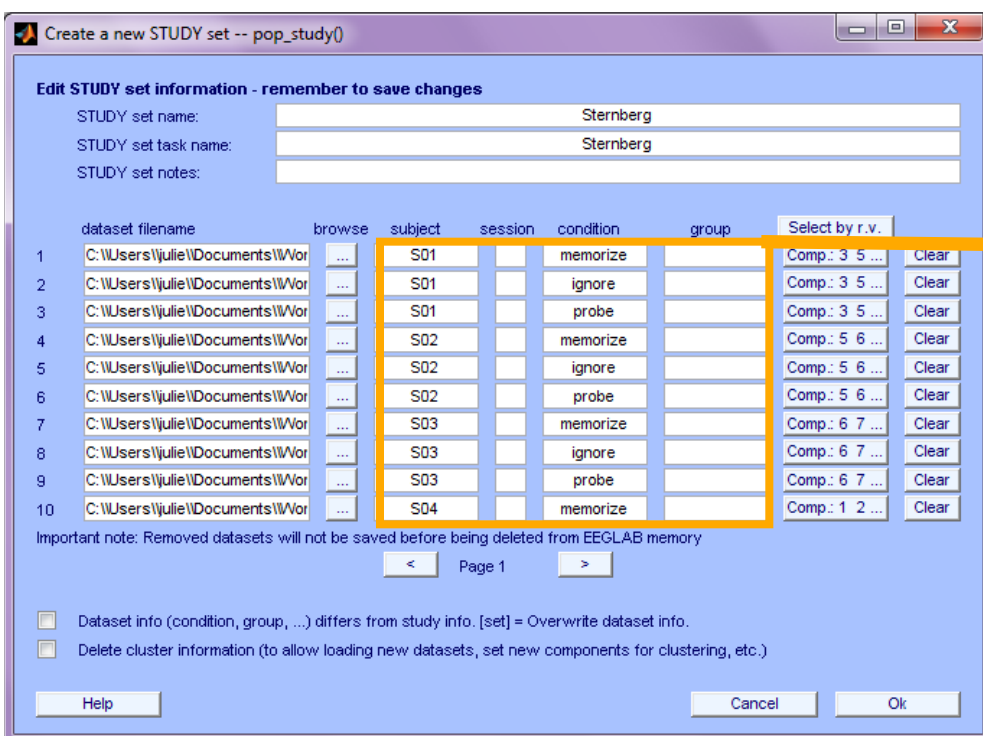 Create a new STUDY set -- pop_study()
Edit STUDY set information - remember to save changes
STUDY set name: Sternberg
STUDY set task name: Sternberg
STUDY set notes:
dataset filename browse subject session condition group Select by r.v.
1 C:\\Users\\julie\\Documents\\Wor ... S01 memorize Comp.: 3 5 ... Clear
2 C:\\Users\\julie\\Documents\\Wor ... S01 ignore Comp.: 3 5 ... Clear
3 C:\\Users\\julie\\Documents\\Wor ... S01 probe Comp.: 3 5 ... Clear
4 C:\\Users\\julie\\Documents\\Wor ... S02 memorize Comp.: 5 6 ... Clear
5 C:\\Users\\julie\\Documents\\Wor ... S02 ignore Comp.: 5 6 ... Clear
6 C:\\Users\\julie\\Documents\\Wor ... S02 probe Comp.: 5 6 ... Clear
7 C:\\Users\\julie\\Documents\\Wor ... S03 memorize Comp.: 6 7 ... Clear
8 C:\\Users\\julie\\Documents\\Wor ... S03 ignore Comp.: 6 7 ... Clear
9 C:\\Users\\julie\\Documents\\Wor ... S03 probe Comp.: 6 7 ... Clear
10 C:\\Users\\julie\\Documents\\Wor ... S04 memorize Comp.: 1 2 ... Clear
Important note: Removed datasets will not be saved before being deleted from EEGLAB memory
< Page 1 >
Dataset info (condition, group, ...) differs from study info. [set] = Overwrite dataset info.
Delete cluster information (to allow loading new datasets, set new components for clustering, etc.)
Help Cancel Ok